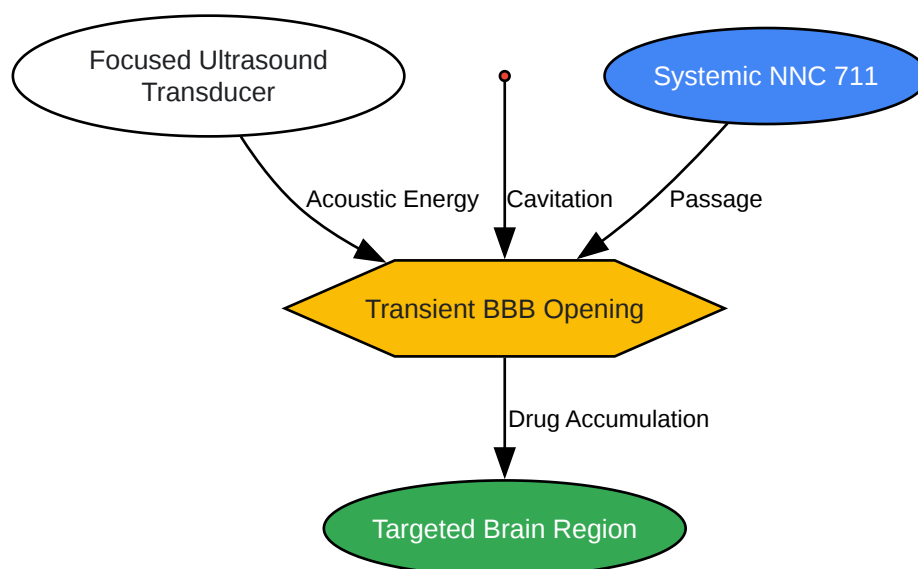 Focused Ultrasound
Transducer
Systemic NNC 711
Acoustic Energy
Cavitation
Passage
Transient BBB Opening
Drug Accumulation
Targeted Brain Region